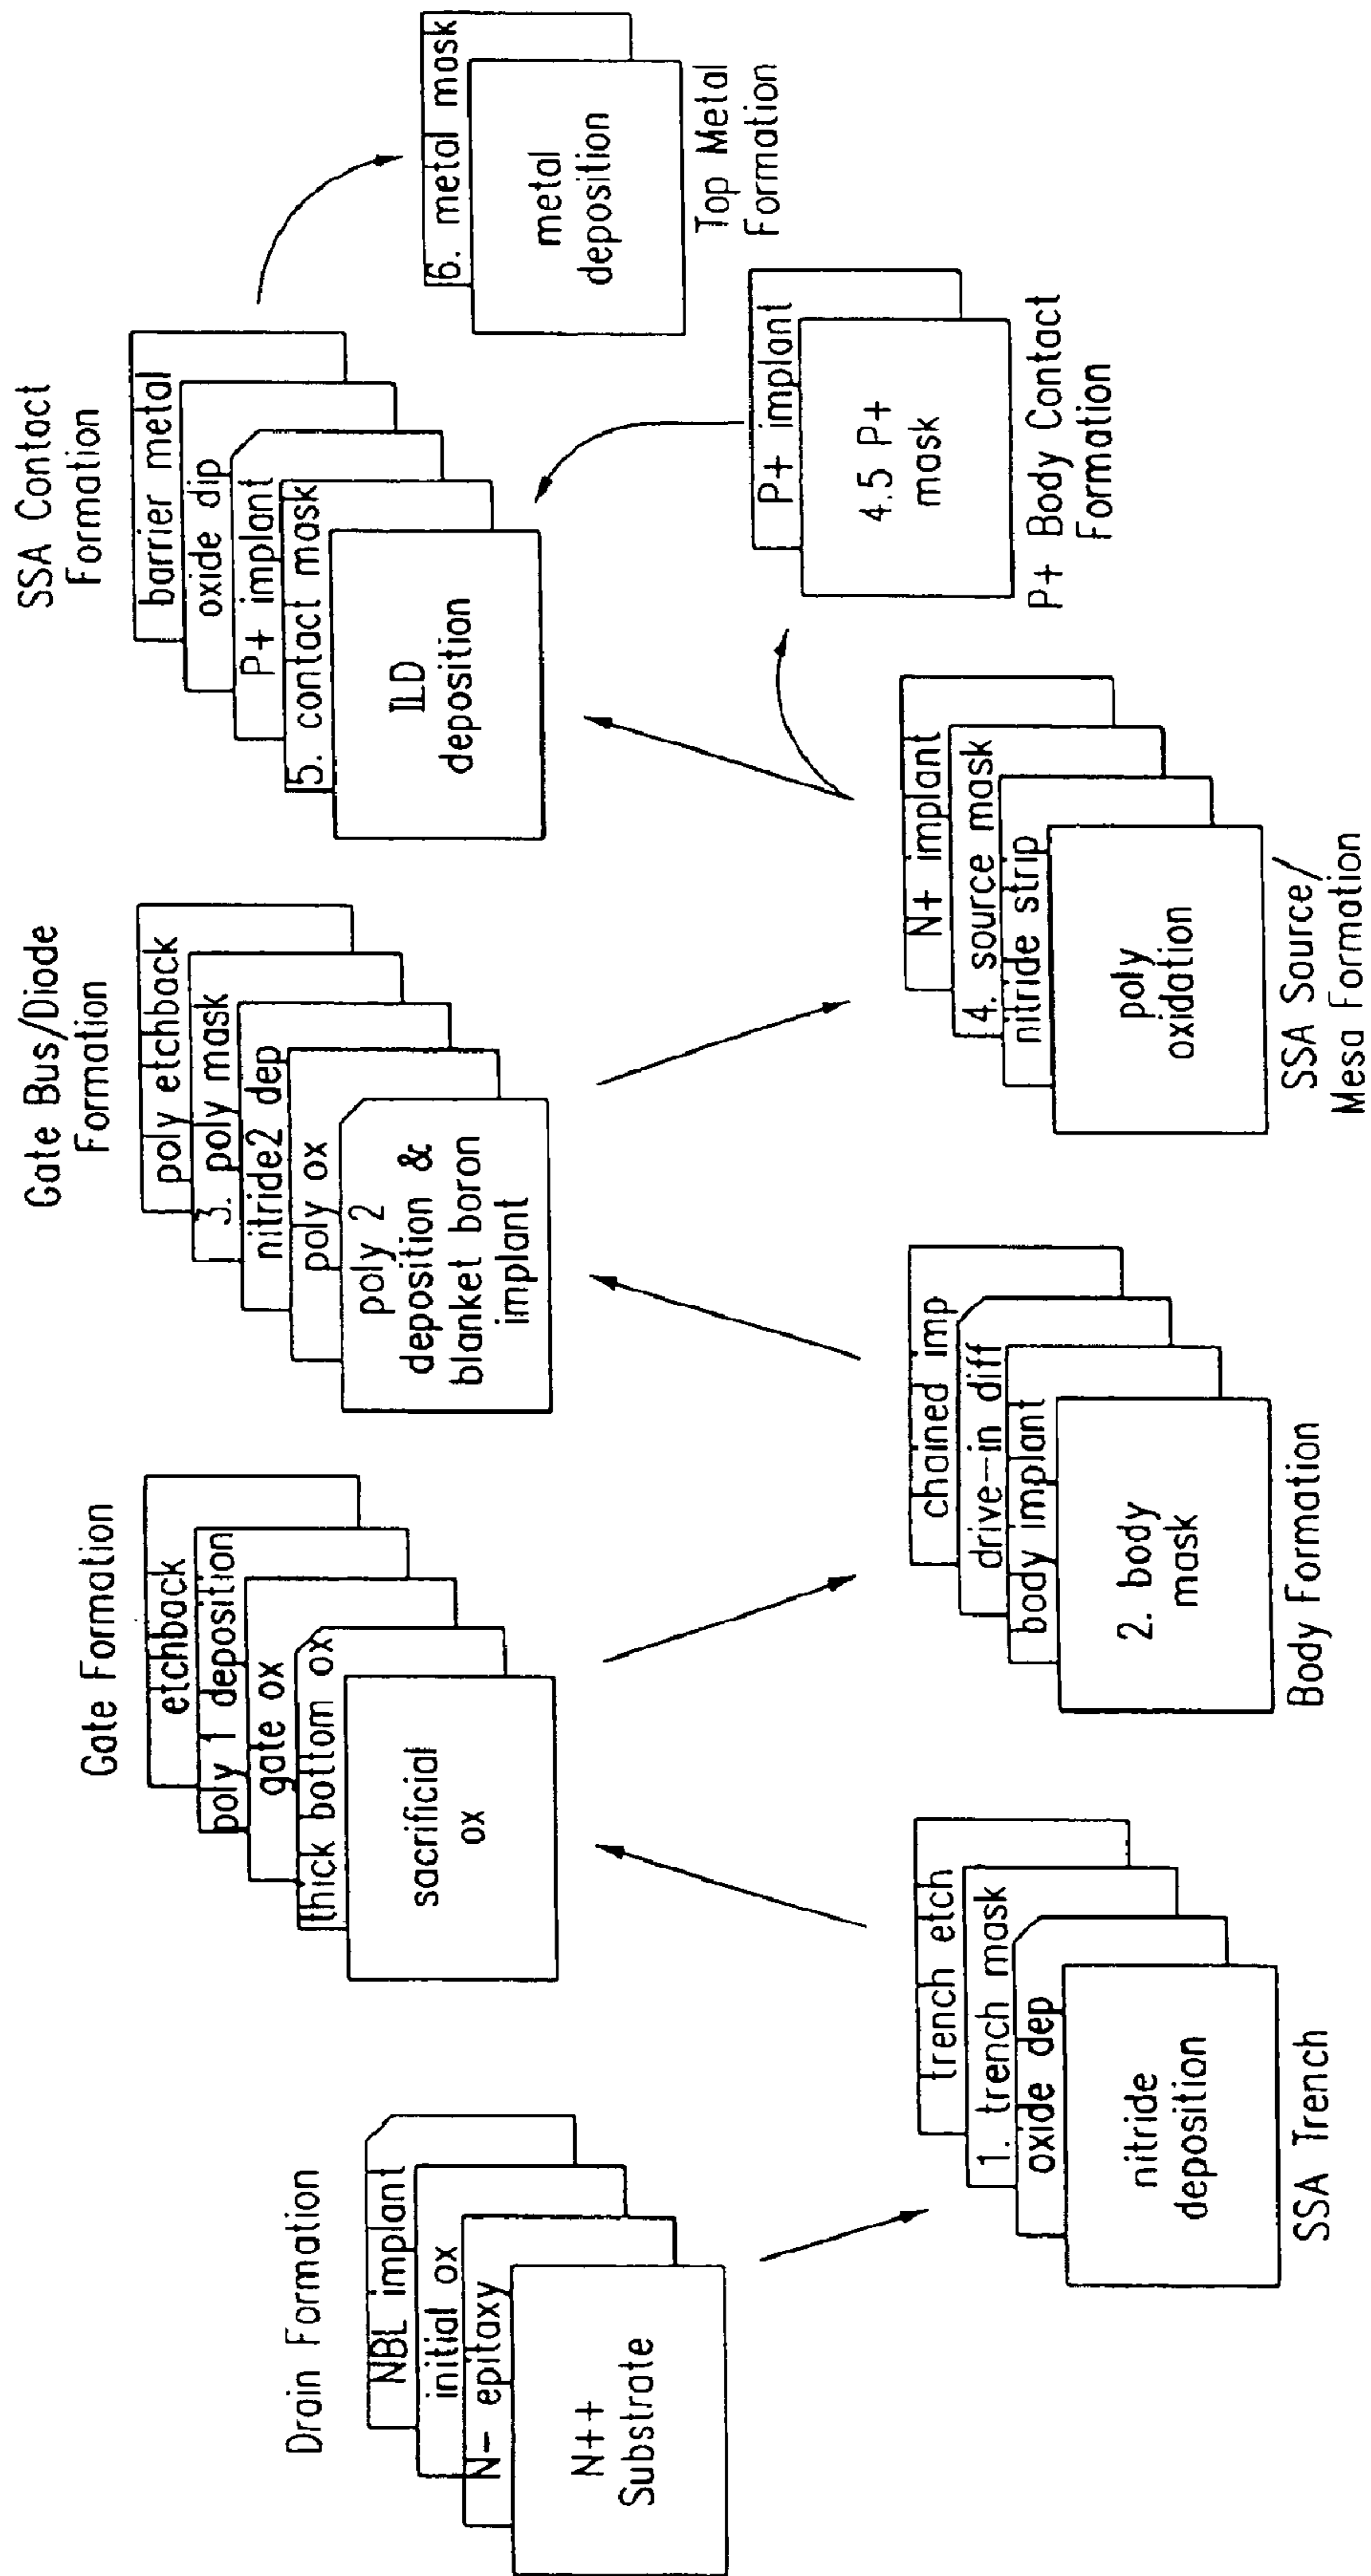 Drain Formation
NBL implant
initial ox
N- epitaxy
N++
Substrate
SSA Trench
trench etch
1. trench mask
oxide dep
nitride
deposition
Gate Formation
etchback
poly 1 deposition
gate ox
thick bottom ox
sacrificial
ox
Body Formation
chained imp
drive-in diff
body implant
2. body
mask
Gate Bus/Diode
Formation
poly etchback
3. poly mask
nitride2 dep
poly ox
poly 2
deposition &
blanket boron
implant
SSA Source/
Mesa Formation
N+ implant
4. source mask
nitride strip
poly
oxidation
P+ Body Contact
Formation
P+ implant
4.5 P+
mask
SSA Contact
Formation
barrier metal
oxide dip
P+ implant
5. contact mask
ILD
deposition
Top Metal
Formation
6. metal mask
metal
deposition